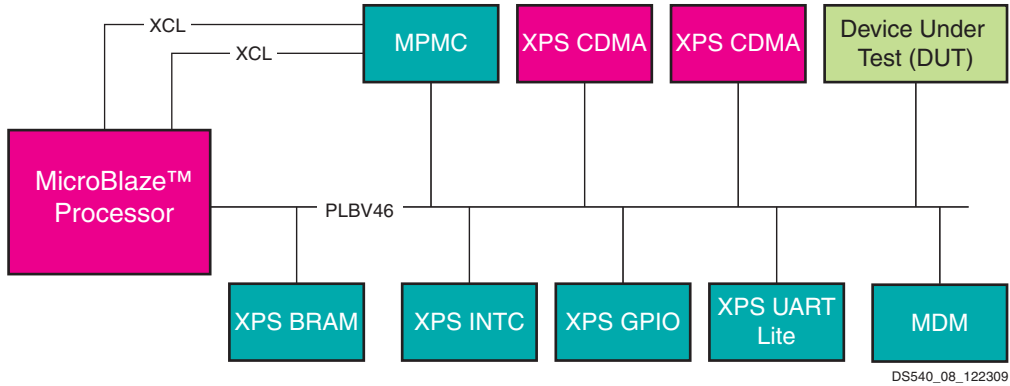 XCL
XCL
MPMC
XPS CDMA
XPS CDMA
Device Under
Test (DUT)
MicroBlaze™
Processor
PLBV46
XPS BRAM
XPS INTC
XPS GPIO
XPS UART
Lite
MDM
DS540_08_122309